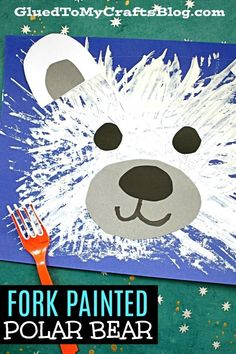 GluedToMyCraftsBlog.com
FORK PAINTED
POLAR BEAR